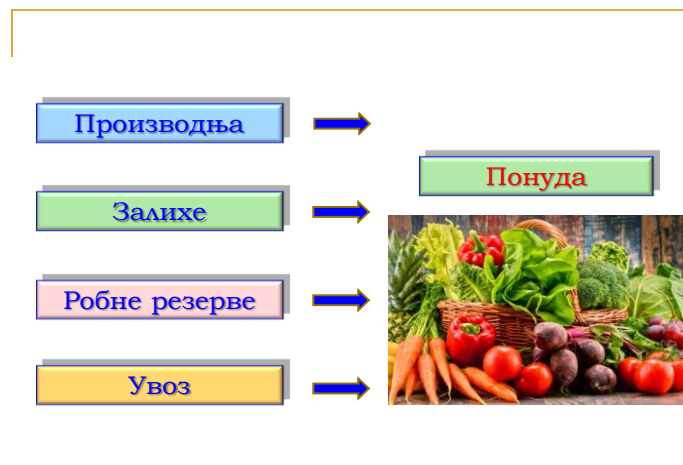 Производња
Понуда
Залихе
Робне резерве
Увоз